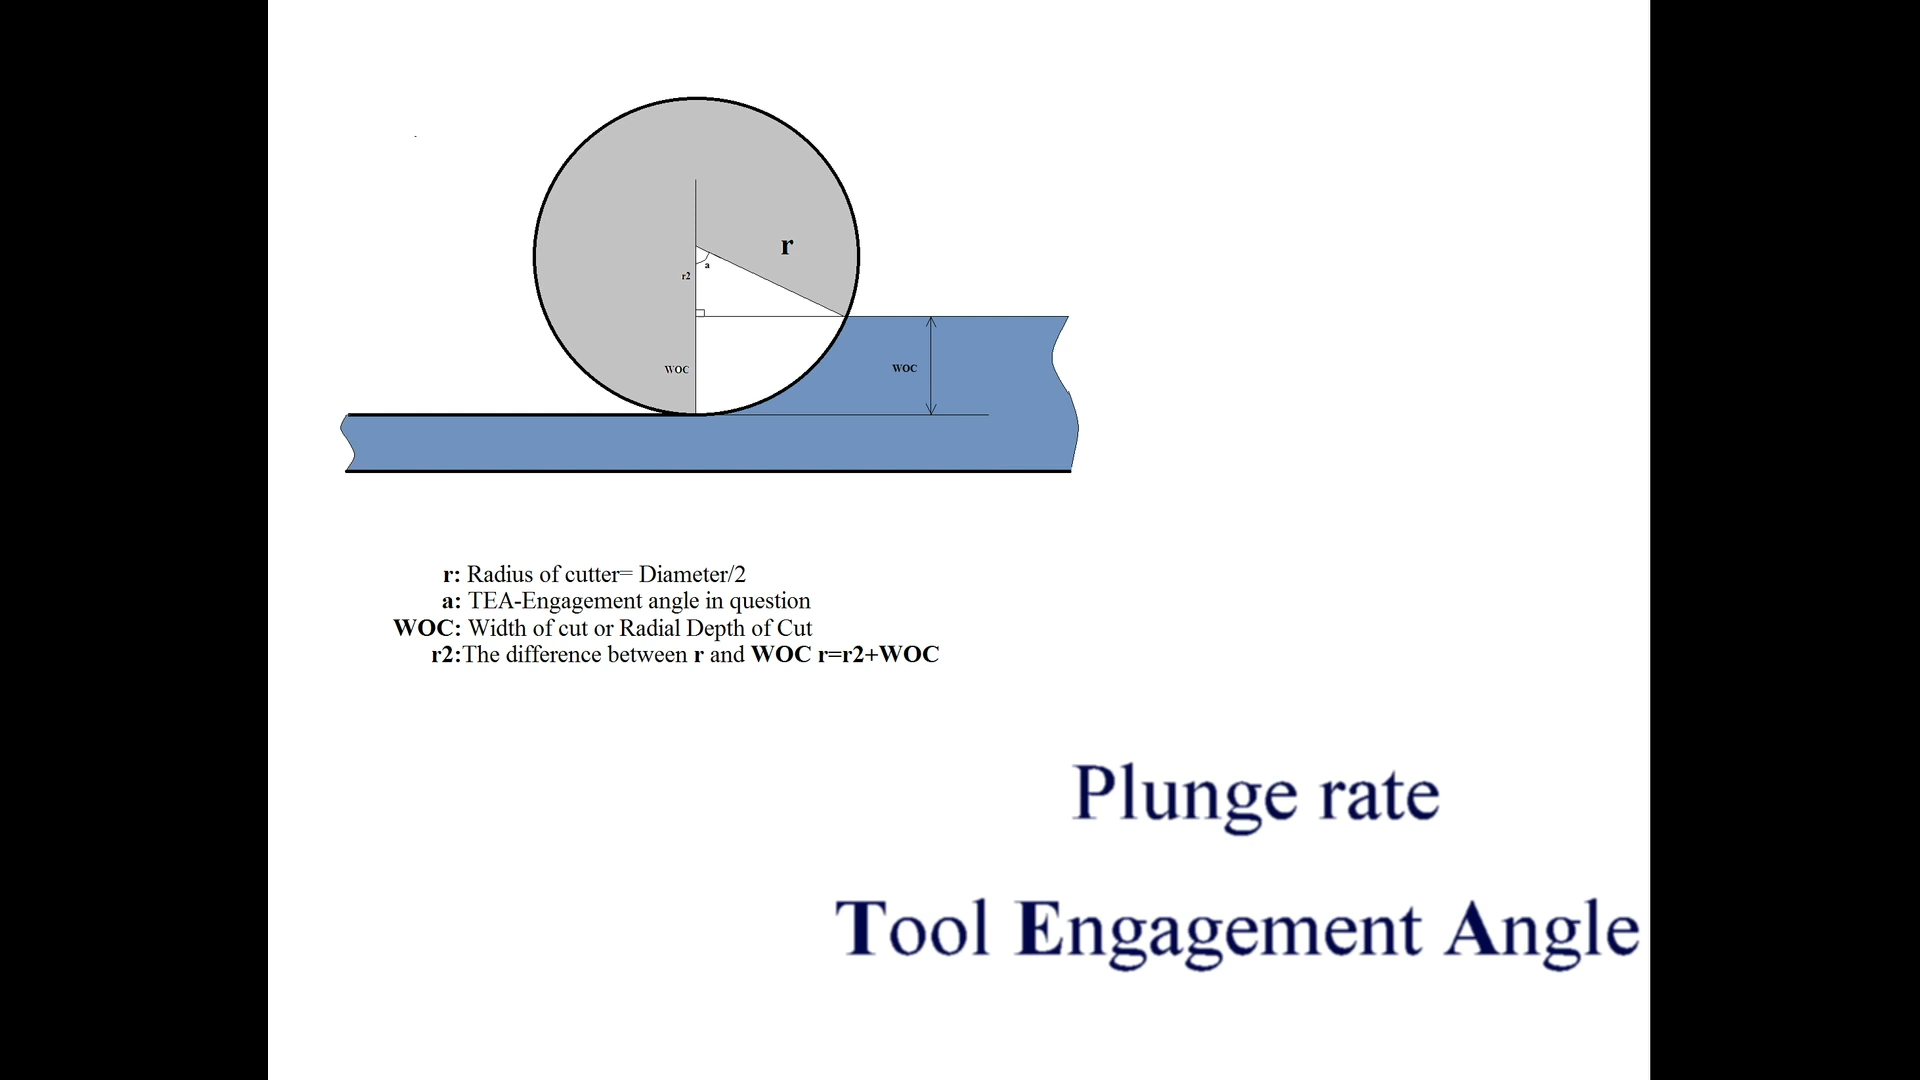 r
a
r2
WOC
WOC
r: Radius of cutter= Diameter/2
a: TEA-Engagement angle in question
WOC: Width of cut or Radial Depth of Cut
r2:The difference between r and WOC r=r2+WOC
Plunge rate
Tool Engagement Angle